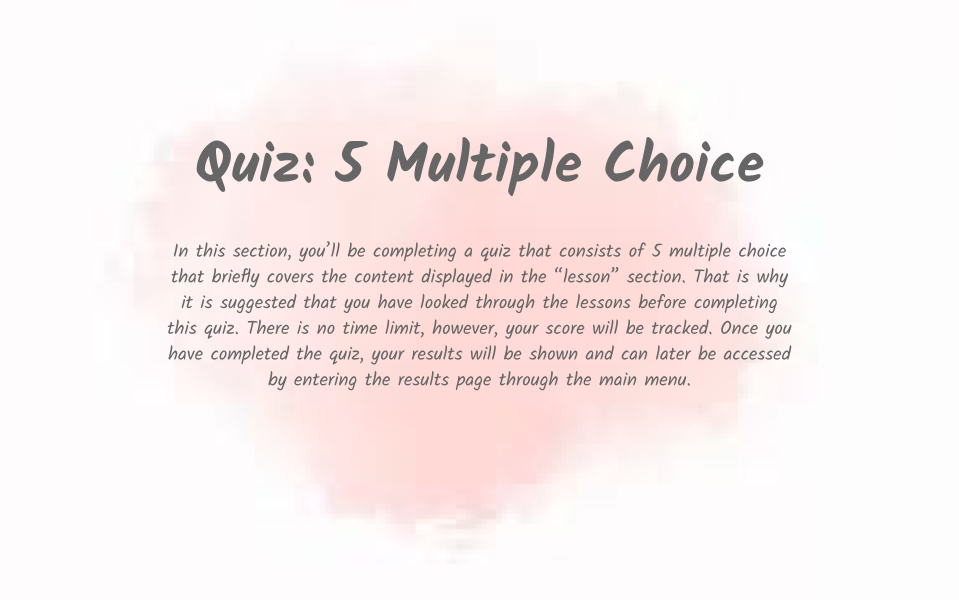 Quiz: 5 Multiple Choice
In this section, you’ll be completing a quiz that consists of 5 multiple choice
that briefly covers the content displayed in the “lesson” section. That is why
it is suggested that you have looked through the lessons before completing
this quiz. There is no time limit, however, your score will be tracked. Once you
have completed the quiz, your results will be shown and can later be accessed
by entering the results page through the main menu.